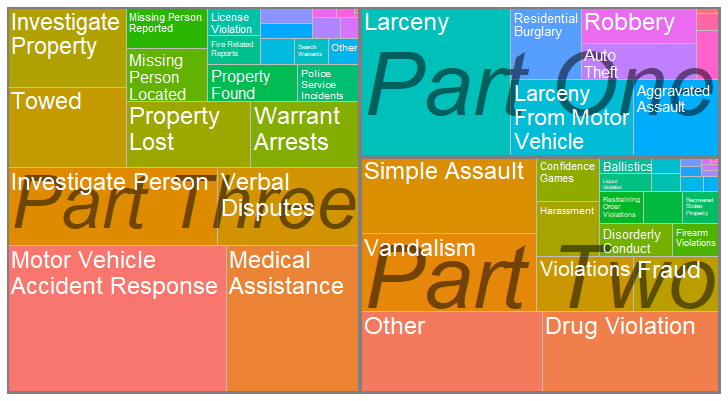 Investigate
Property
Missing Person
Reported
License
Violation
Fire Related
Reports
Search
Warrants
Other
Missing
Person
Located
Property
Found
Police
Service
Incidents
Towed
Property
Lost
Warrant
Arrests
Investigate Person
Verbal
Disputes
Part Three
Motor Vehicle
Accident Response
Medical
Assistance
Larceny
Residential
Burglary
Robbery
Auto
Theft
Part One
Larceny
From Motor
Vehicle
Aggravated
Assault
Simple Assault
Confidence
Games
Ballistics
Liquor
Violation
Harassment
Restraining
Order
Violations
Recovered
Stolen
Property
Disorderly
Conduct
Firearm
Violations
Vandalism
Violations
Fraud
Part Two
Other
Drug Violation